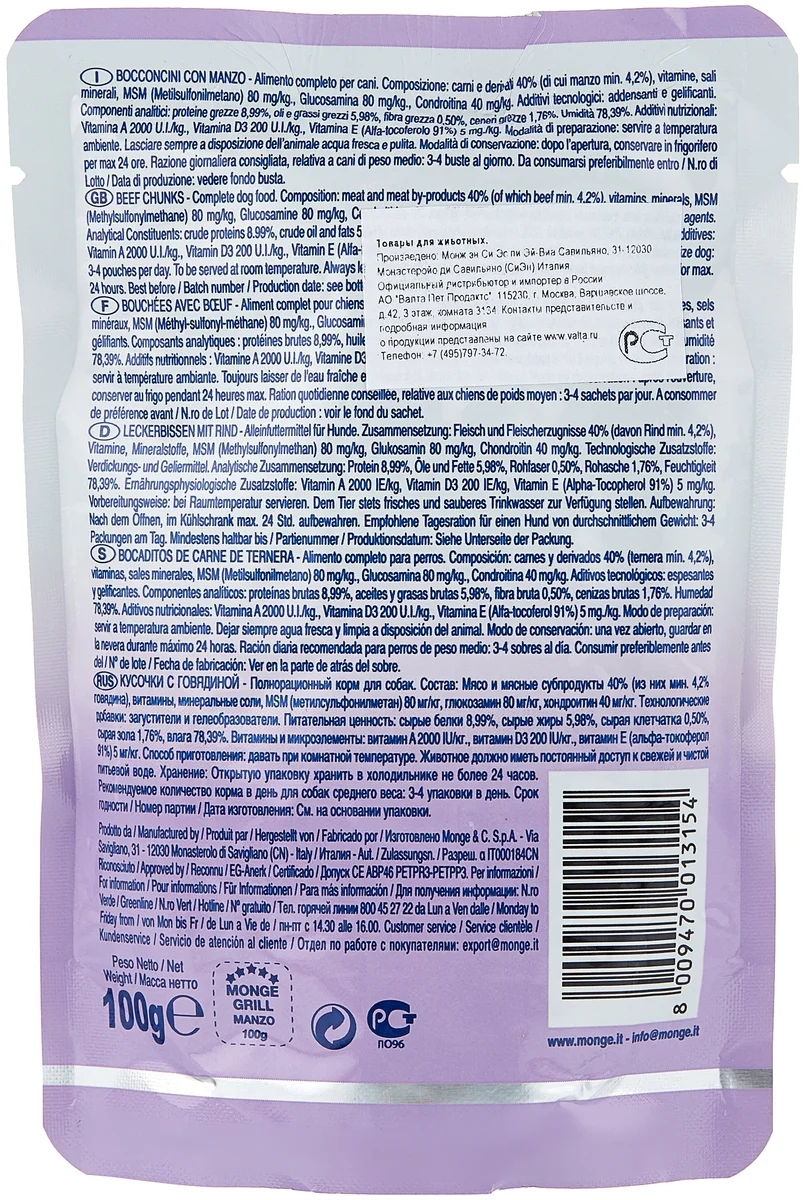 I BOCCONCINI CON MANZO - Alimento completo per cani. Composizione: carni e derivati 40% (di cui manzo min. 4,2%), vitamine, sali
minerali, MSM (Metilsulfonilmetano) 80 mg/kg., Glucosamina 80 mg/kg., Condroitina 40 mg/kg. Additivi tecnologici: addensanti e gelificanti.
Componenti analitici: proteine grezze 8,99%, oli e grassi grezzi 5,98%, fibra grezza 0,50%, ceneri grezze 1,76%. Umidità 78,39%. Additivi nutrizionali:
Vitamina A 2000 U.I./kg., Vitamina D3 200 U.I./kg., Vitamina E (Alfa-tocoferolo 91%) 5 mg./kg. Modalità di preparazione: servire a temperatura
ambiente. Lasciare sempre a disposizione dell'animale acqua fresca e pulita. Modalità di conservazione: dopo l'apertura, conservare in frigorifero
per max 24 ore. Razione giornaliera consigliata, relativa a cani di peso medio: 3-4 buste al giorno. Da consumarsi preferibilmente entro / N.ro di
Lotto / Data di produzione: vedere fondo busta.
GB BEEF CHUNKS - Complete dog food. Composition: meat and meat by-products 40% (of which beef min. 4.2%), vitamins, minerals, MSM
(Methylsulfonylmethane) 80 mg/kg, Glucosamine 80 mg/kg, agents.
Analytical Constituents: crude proteins 8.99%, crude oil and fats 5 dditives:
Vitamin A 2000 U.I./kg., Vitamin D3 200 U.I./kg., Vitamin E (Alfa- ize dog:
3-4 pouches per day. To be served at room temperature. Always or max.
24 hours. Best before / Batch number / Production date: see bott
F BOUCHÉES AVEC BŒUF - Aliment complet pour chiens es, sels
minéraux, MSM (Méthyl-sulfonyl-méthane) 80 mg/kg., Glucosami sants et
gélifiants. Composants analytiques : protéines brutes 8,99%, huile umidité
78,39%. Additifs nutritionnels : Vitamine A 2000 U.I./kg, Vitamine D3 ration :
servir à température ambiante. Toujours laisser de l'eau fraîche e ouverture,
conserver au frigo pendant 24 heures max. Ration quotidienne conseillée, relative aux chiens de poids moyen : 3-4 sachets par jour. A consommer
de préférence avant / N.ro de Lot / Date de production : voir le fond du sachet.
D LECKERBISSEN MIT RIND - Alleinfuttermittel für Hunde. Zusammensetzung: Fleisch und Fleischerzeugnisse 40% (davon Rind min. 4,2%),
Vitamine, Mineralstoffe, MSM (Methylsulfonylmethan) 80 mg/kg, Glukosamin 80 mg/kg, Chondroitin 40 mg/kg. Technologische Zusatzstoffe:
Verdickungs- und Geliermittel. Analytische Zusammensetzung: Protein 8,99%, Öle und Fette 5,98%, Rohfaser 0,50%, Rohasche 1,76%, Feuchtigkeit
78,39%. Ernährungsphysiologische Zusatzstoffe: Vitamin A 2000 IE/kg, Vitamin D3 200 IE/kg, Vitamin E (Alpha-Tocopherol 91%) 5 mg/kg.
Vorbereitungsweise: bei Raumtemperatur servieren. Dem Tier stets frisches und sauberes Trinkwasser zur Verfügung stellen. Aufbewahrung:
Nach dem Öffnen, im Kühlschrank max. 24 Std. aufbewahren. Empfohlene Tagesration für einen Hund von durchschnittlichem Gewicht: 3-4
Packungen am Tag. Mindestens haltbar bis / Partienummer / Produktionsdatum: Siehe Unterseite der Packung.
S BOCADITOS DE CARNE DE TERNERA - Alimento completo para perros. Composición: carnes y derivados 40% (ternera mín. 4,2%),
vitaminas, sales minerales, MSM (Metilsulfonilmetano) 80 mg/kg., Glucosamina 80 mg/kg., Condroitina 40 mg/kg. Aditivos tecnológicos: espesantes
y gelificantes. Componentes analíticos: proteínas brutas 8,99%, aceites y grasas brutas 5,98%, fibra bruta 0,50%, cenizas brutas 1,76%. Humedad
78,39%. Aditivos nutricionales: Vitamina A 2000 U.I./kg., Vitamina D3 200 U.I./kg., Vitamina E (Alfa-tocoferol 91%) 5 mg/kg. Modo de preparación:
servir a temperatura ambiente. Dejar siempre agua fresca y limpia a disposición del animal. Modo de conservación: una vez abierto, guardar en
la nevera durante máximo 24 horas. Ración diaria recomendada para perros de peso medio: 3-4 sobres al día. Consumir preferiblemente antes
del / N° de lote / Fecha de fabricación: Ver en la parte de atrás del sobre.
RUS КУСОЧКИ С ГОВЯДИНОЙ - Полнорационный корм для собак. Состав: Мясо и мясные субпродукты 40% (из них мин. 4,2%
говядина), витамины, минеральные соли, MSM (метилсульфонилметан) 80 мг/кг, глюкозамин 80 мг/кг, хондроитин 40 мг/кг. Технологические
добавки: загустители и гелеобразователи. Питательная ценность: сырые белки 8,99%, сырые жиры 5,98%, сырая клетчатка 0,50%,
сырая зола 1,76%, влага 78,39%. Витамины и микроэлементы: витамин А 2000 IU/кг., витамин D3 200 IU/кг., витамин Е (альфа-токоферол
91%) 5 мг/кг. Способ приготовления: давать при комнатной температуре. Животное должно иметь постоянный доступ к свежей и чистой
питьевой воде. Хранение: Открытую упаковку хранить в холодильнике не более 24 часов.
Рекомендуемое количество корма в день для собак среднего веса: 3-4 упаковки в день. Срок
годности / Номер партии / Дата изготовления: См. на основании упаковки.
Prodotto da / Manufactured by / Produit par / Hergestellt von / Fabricado por / Изготовлено Monge & C. S.p.A. - Via
Savigliano, 31 - 12030 Monasterolo di Savigliano (CN) - Italy / Италия - Aut. / Zulassungsn. / Разреш. α IT000184CN
Riconosciuto / Approved by / Reconnu / EG-Anerk / Certificado / Допуск CE ABP46 PETPR3-PETPP3. Per informazioni /
For information / Pour informations / Für Informationen / Para más información / Для получения информации: N.ro
Verde / Greenline / N.ro Vert / Hotline / N° gratuito / Тел. горячей линии 800 45 27 22 da Lun a Ven dalle / Monday to
Friday from / von Mon bis Fr / de Lun a Vie de / пн-пт с 14.30 alle 16.00. Customer service / Service clientèle /
Kundenservice / Servicio de atención al cliente / Отдел по работе с покупателями: export@monge.it
Товары для животных.
Произведено: Монж эн Си Эс пи Эй-Виа Савильяно, 31-12030
Монастероло ди Савильяно (СиЭн) Италия
Официальный дистрибьютор и импортер в России
АО "Валта Пет Продактс" 115230, г. Москва, Варшавское шоссе,
д.42, 3 этаж, комната 3134. Контакты представительств и
подробная информация
о продукции представлены на сайте www.valta.ru
Телефон: +7 (495)797-34-72.
РСТ
Peso Netto / Net
Weight / Масса нетто
100g e
MONGE
GRILL
MANZO
100g
РСТ
ПО96
8 009470 013154
www.monge.it - info@monge.it